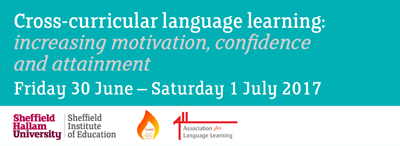 Cross-curricular language learning:
increasing motivation, confidence
and attainment
Friday 30 June – Saturday 1 July 2017
Sheffield
Hallam
University
Sheffield
Institute
of Education
Association for
Language Learning